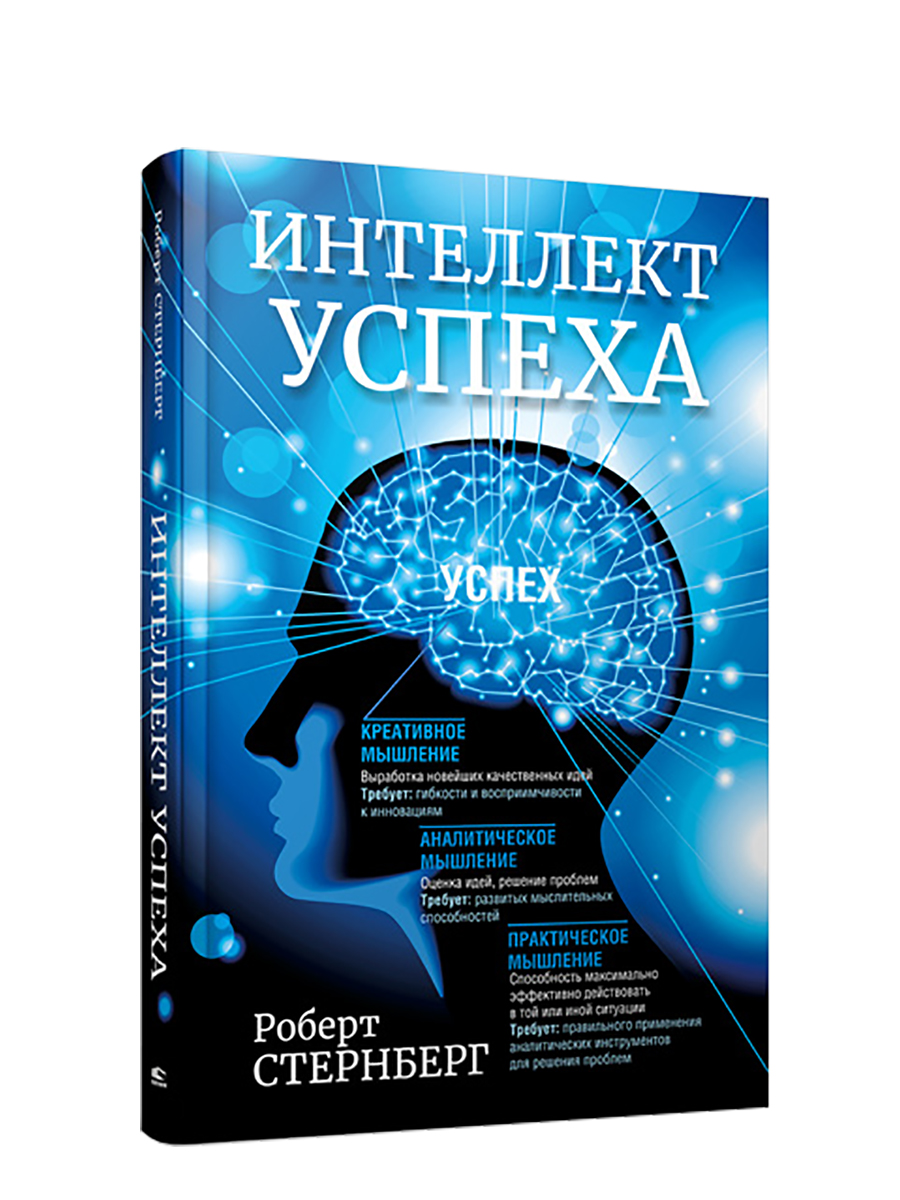 ИНТЕЛЛЕКТ
УСПЕХА
УСПЕХ
КРЕАТИВНОЕ
МЫШЛЕНИЕ
Выработка новейших качественных идей
Требует: гибкости и восприимчивости
к инновациям
АНАЛИТИЧЕСКОЕ
МЫШЛЕНИЕ
Оценка идей, решение проблем
Требует: развитых мыслительных
способностей
ПРАКТИЧЕСКОЕ
МЫШЛЕНИЕ
Способность максимально
эффективно действовать
в той или иной ситуации
Требует: правильного применения
аналитических инструментов
для решения проблем
Роберт
СТЕРНБЕРГ
Роберт СТЕРНБЕРГ
ИНТЕЛЛЕКТ УСПЕХА